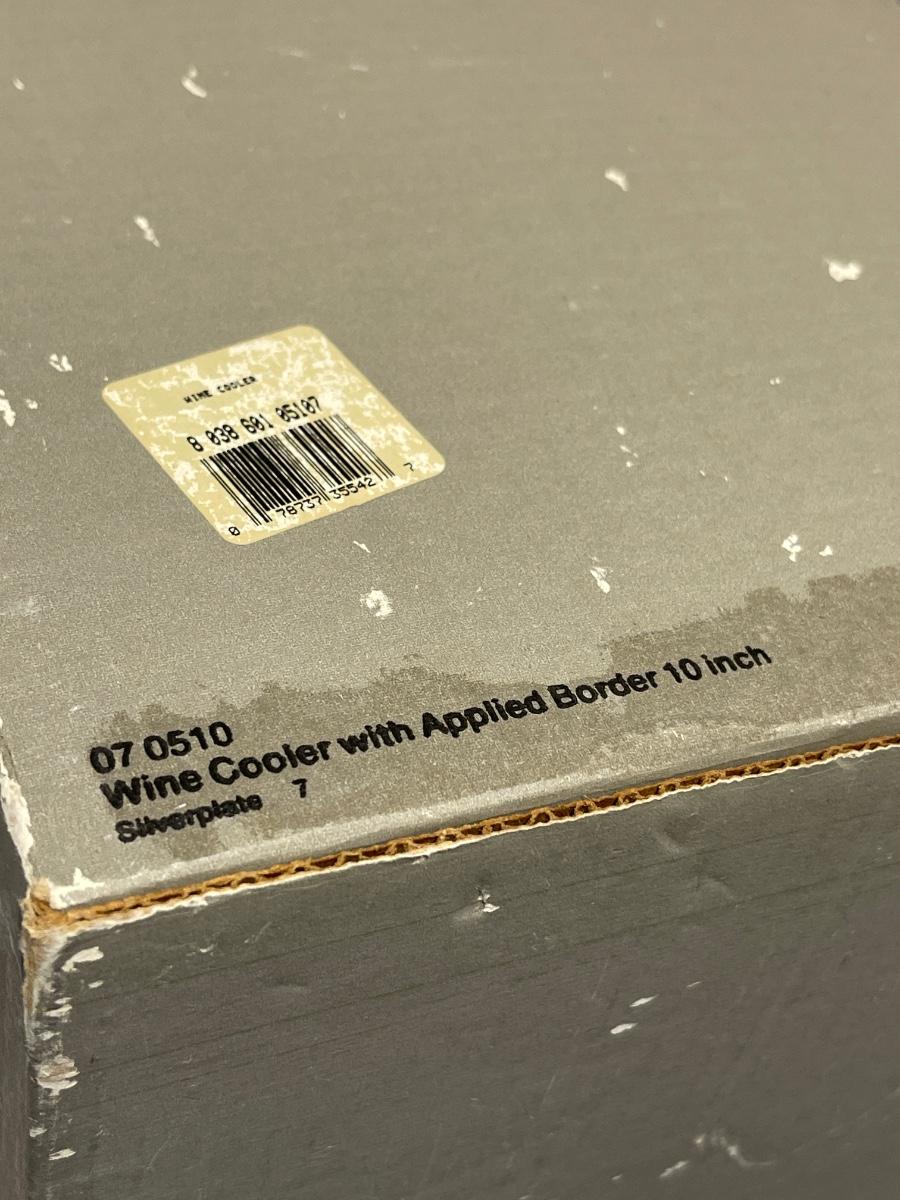 WINE COOLER
8 038 601 05107
0 78737 35542 7
07 0510
Wine Cooler with Applied Border 10 inch
Silverplate 7